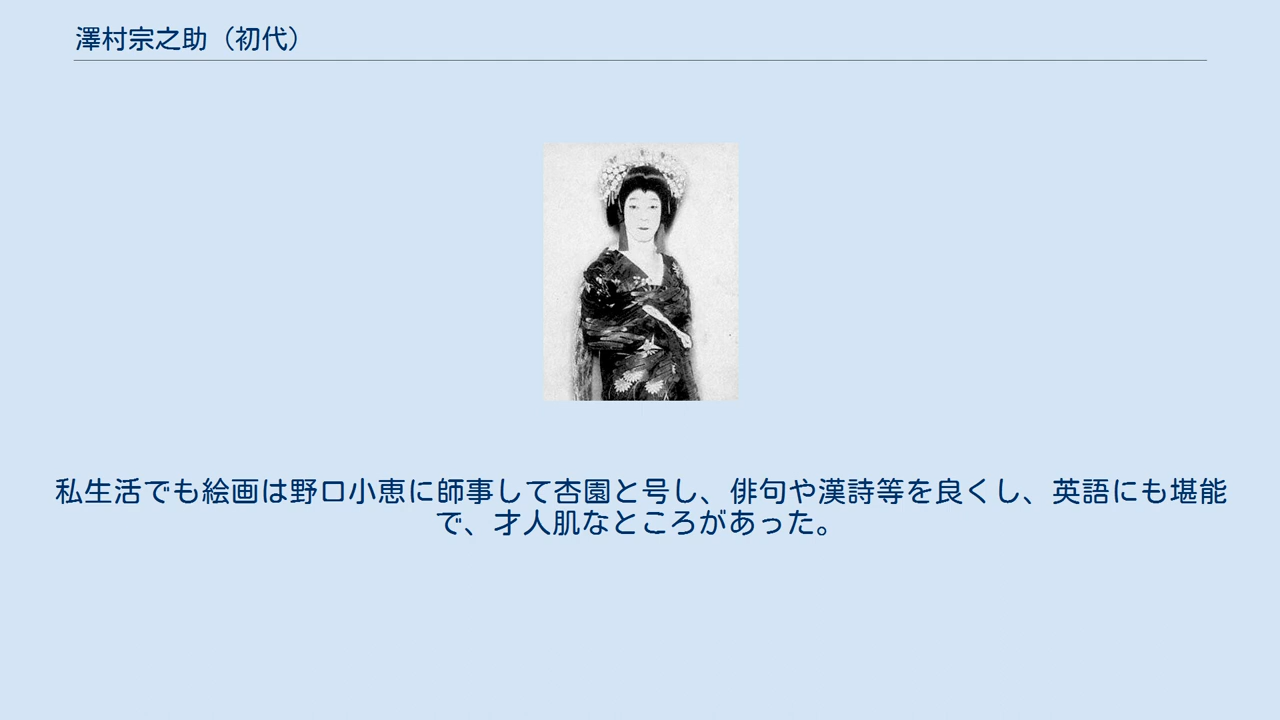 澤村宗之助（初代）
私生活でも絵画は野口小恵に師事して杏園と号し、俳句や漢詩等を良くし、英語にも堪能
で、才人肌なところがあった。